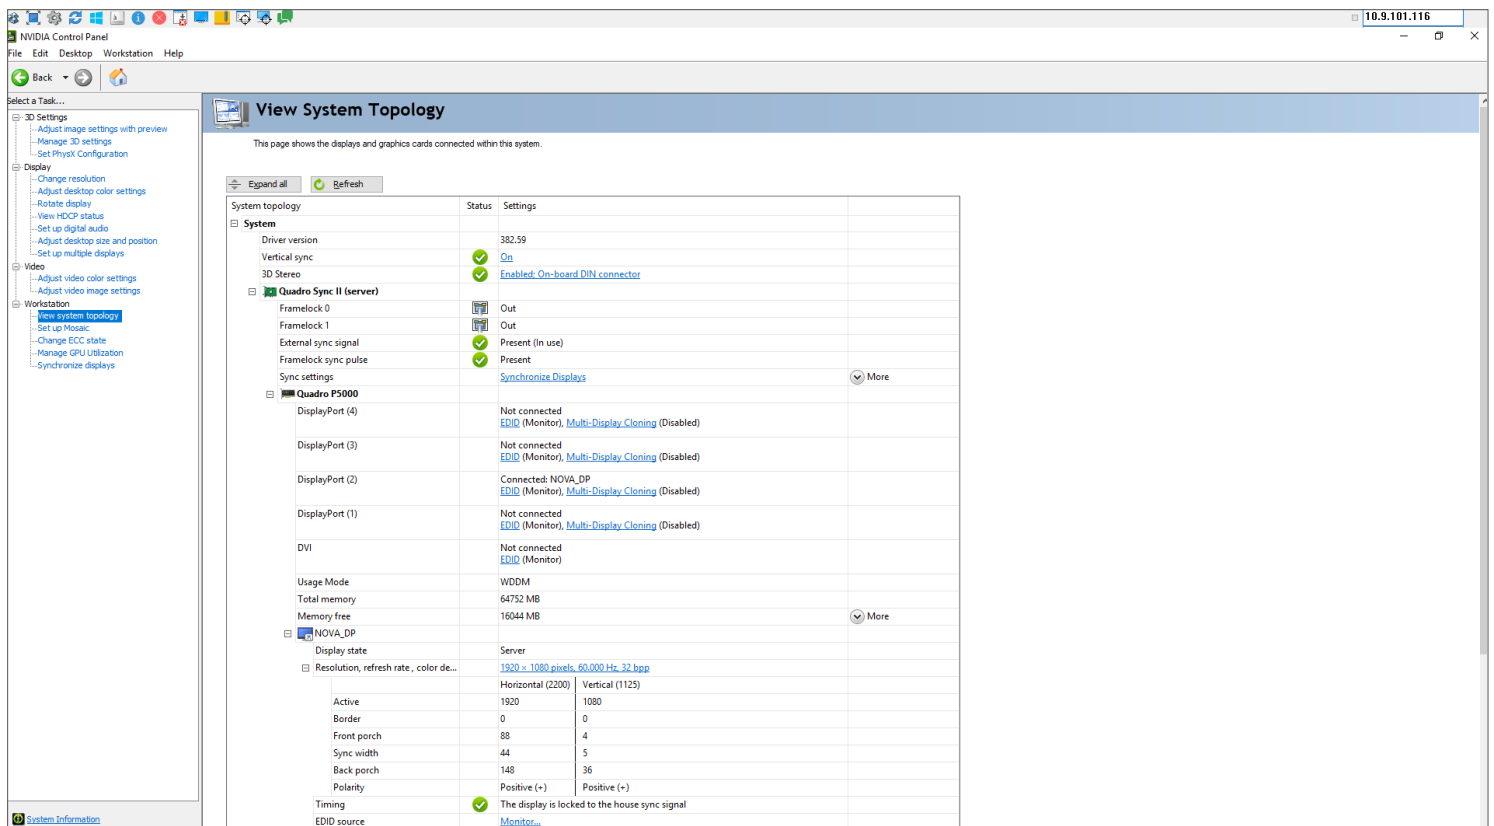 10.9.101.116
NVIDIA Control Panel
File Edit Desktop Workstation Help
Back
Select a Task...
3D Settings
Adjust image settings with preview
Manage 3D settings
Set PhysX Configuration
Display
Change resolution
Adjust desktop color settings
Rotate display
View HDCP status
Set up digital audio
Adjust desktop size and position
Set up multiple displays
Video
Adjust video color settings
Adjust video image settings
Workstation
View system topology
Set up Mosaic
Change ECC state
Manage GPU Utilization
Synchronize displays
System Information
View System Topology
This page shows the displays and graphics cards connected within this system.
Expand all Refresh
System topology Status Settings
System
Driver version 382.59
Vertical sync On
3D Stereo Enabled; On-board DIN connector
Quadro Sync II (server)
Framelock 0 Out
Framelock 1 Out
External sync signal Present (In use)
Framelock sync pulse Present
Sync settings Synchronize Displays More
Quadro P5000
DisplayPort (4) Not connected
EDID (Monitor), Multi-Display Cloning (Disabled)
DisplayPort (3) Not connected
EDID (Monitor), Multi-Display Cloning (Disabled)
DisplayPort (2) Connected: NOVA_DP
EDID (Monitor), Multi-Display Cloning (Disabled)
DisplayPort (1) Not connected
EDID (Monitor), Multi-Display Cloning (Disabled)
DVI Not connected
EDID (Monitor)
Usage Mode WDDM
Total memory 64752 MB
Memory free 16044 MB More
NOVA_DP
Display state Server
Resolution, refresh rate , color de... 1920 × 1080 pixels, 60.000 Hz, 32 bpp
Horizontal (2200) Vertical (1125)
Active 1920 1080
Border 0 0
Front porch 88 4
Sync width 44 5
Back porch 148 36
Polarity Positive (+) Positive (+)
Timing The display is locked to the house sync signal
EDID source Monitor...